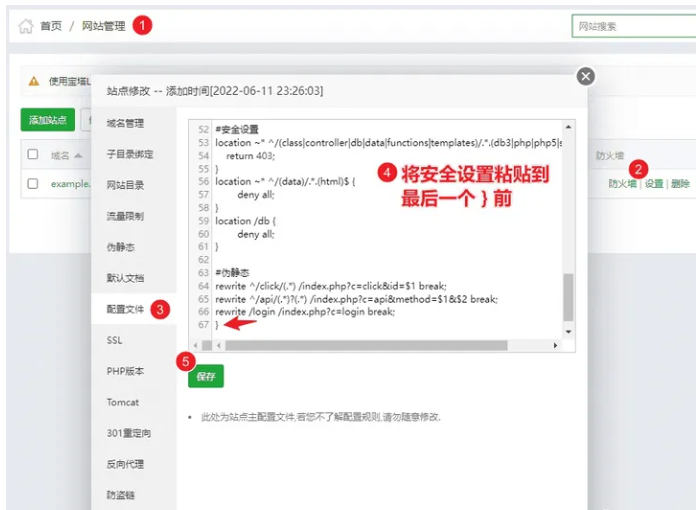 首页 / 网站管理 1
网站搜索
使用宝塔L
站点修改 -- 添加时间[2022-06-11 23:26:03]
添加站点
域名
防火墙
example.
2
防火墙 | 设置 | 删除
域名管理
子目录绑定
网站目录
流量限制
伪静态
默认文档
配置文件 3
SSL
PHP版本
Tomcat
301重定向
反向代理
防盗链
52 #安全设置
53 location ~* ^/(class|controller|db|data|functions|templates)/.*.(db3|php|php5|s
54 return 403;
55 }
56 location ~* ^/(data)/.*.(html)$ {
57 deny all;
58 }
59 location /db {
60 deny all;
61 }
62
63 #伪静态
64 rewrite ^/click/(.*) /index.php?c=click&id=$1 break;
65 rewrite ^/api/(.*)?(.*) /index.php?c=api&method=$1&$2 break;
66 rewrite /login /index.php?c=login break;
67 }
4 将安全设置粘贴到
最后一个 } 前
5
保存
此处为站点主配置文件,若您不了解配置规则,请勿随意修改.